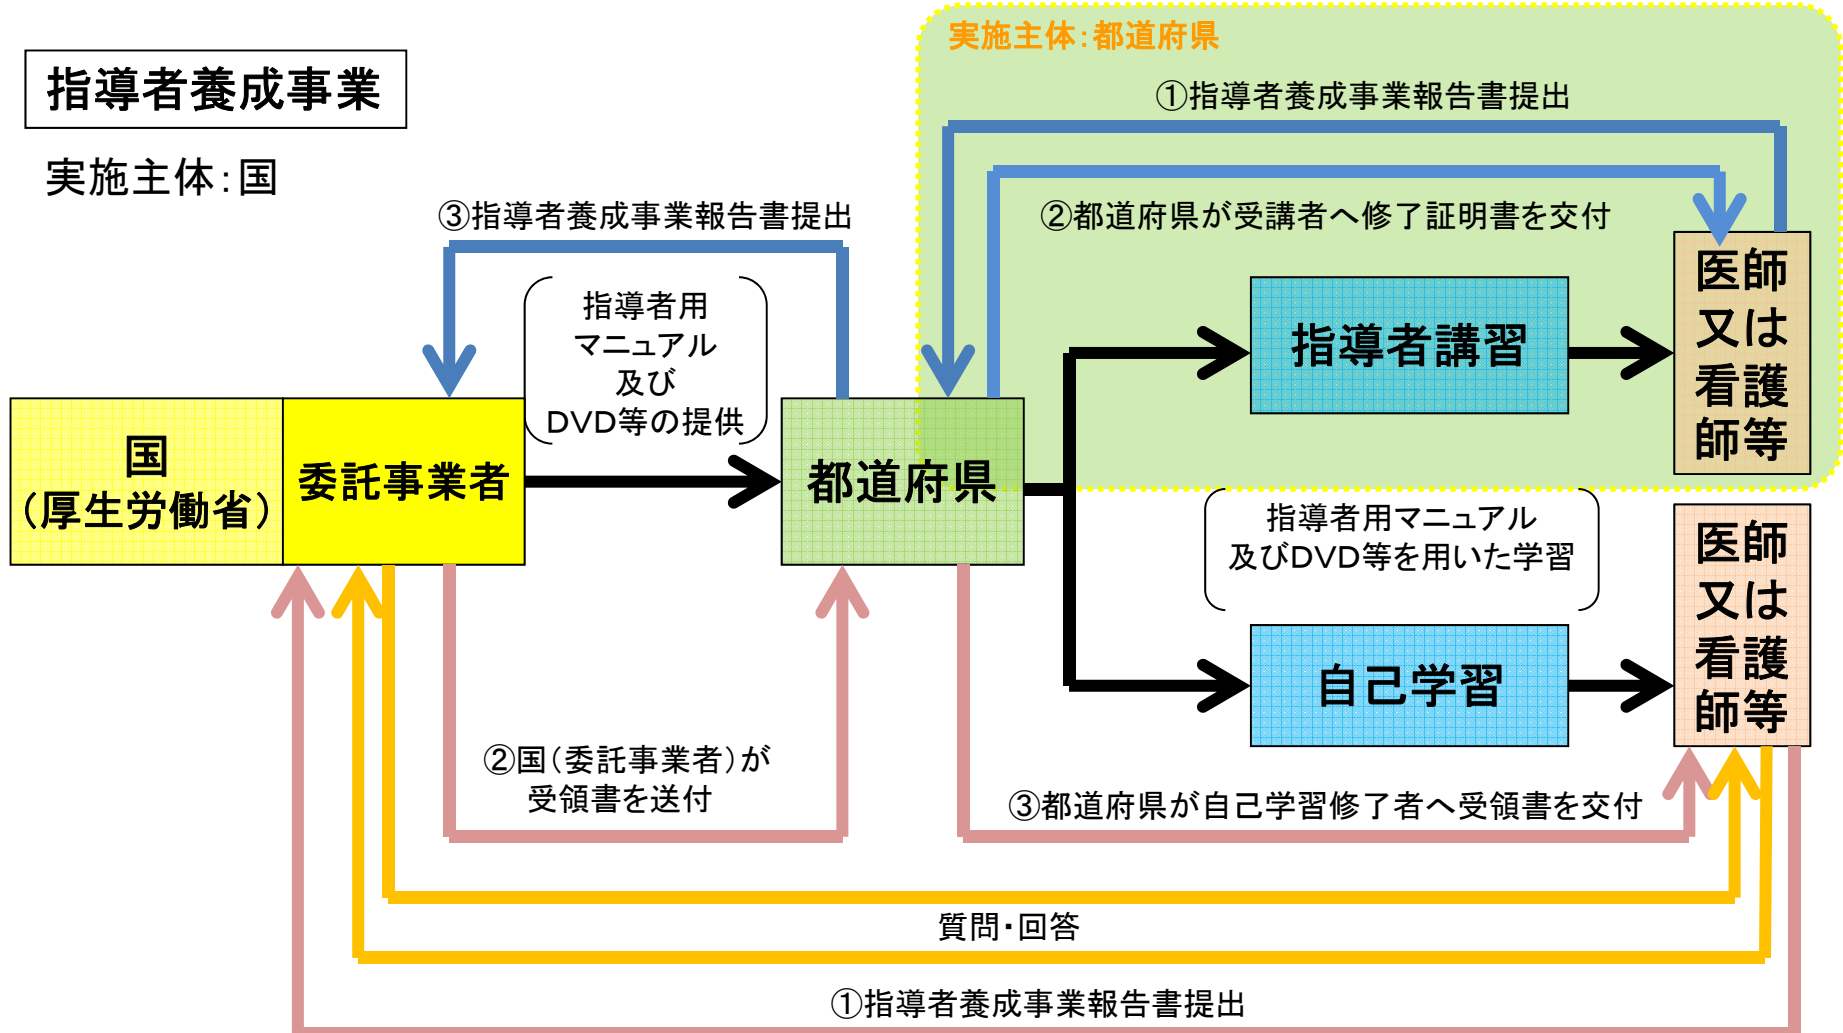 実施主体：都道府県
指導者養成事業
①指導者養成事業報告書提出
実施主体：国
③指導者養成事業報告書提出
②都道府県が受講者へ修了証明書を交付
指導者用
マニュアル
及び
DVD等の提供
指導者講習
医師
又は
看護
師等
国
（厚生労働省）
委託事業者
都道府県
指導者用マニュアル
及びDVD等を用いた学習
自己学習
医師
又は
看護
師等
②国（委託事業者）が
受領書を送付
③都道府県が自己学習修了者へ受領書を交付
質問・回答
①指導者養成事業報告書提出